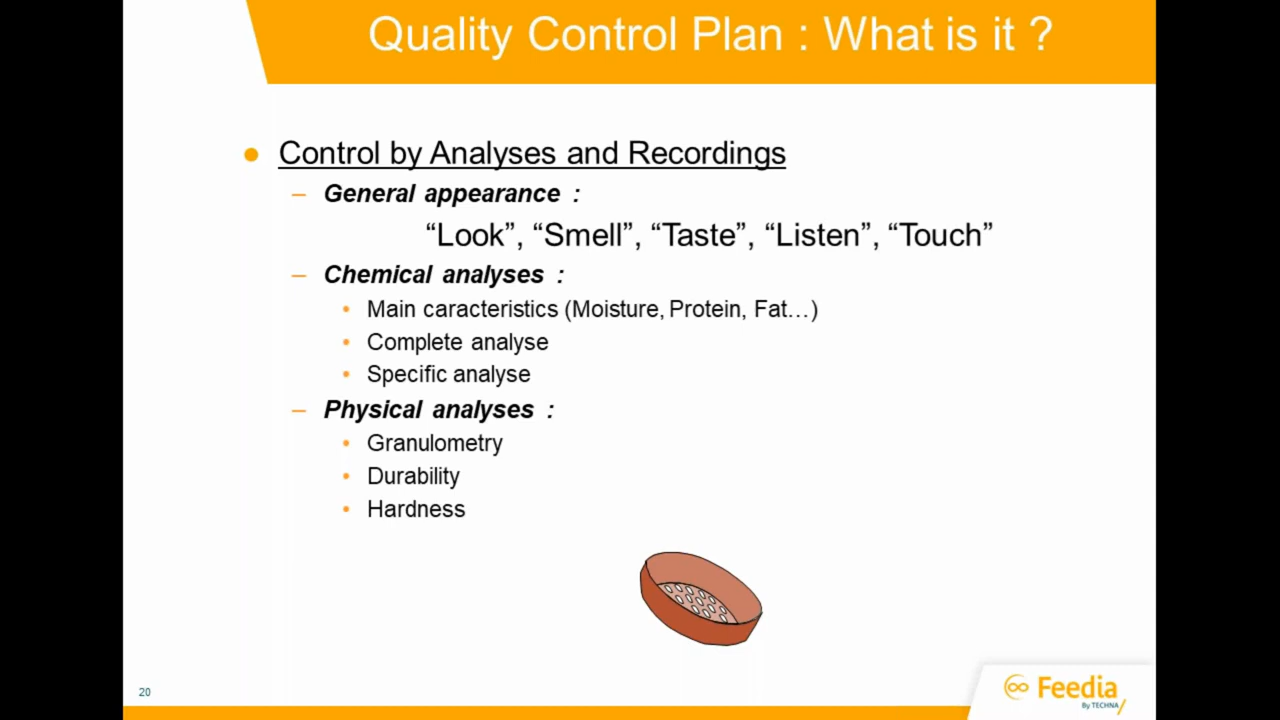 Quality Control Plan : What is it ?
Control by Analyses and Recordings
– General appearance :
“Look”, “Smell”, “Taste”, “Listen”, “Touch”
– Chemical analyses :
• Main caracteristics (Moisture, Protein, Fat…)
• Complete analyse
• Specific analyse
– Physical analyses :
• Granulometry
• Durability
• Hardness
20
Feedia
By TECHNA